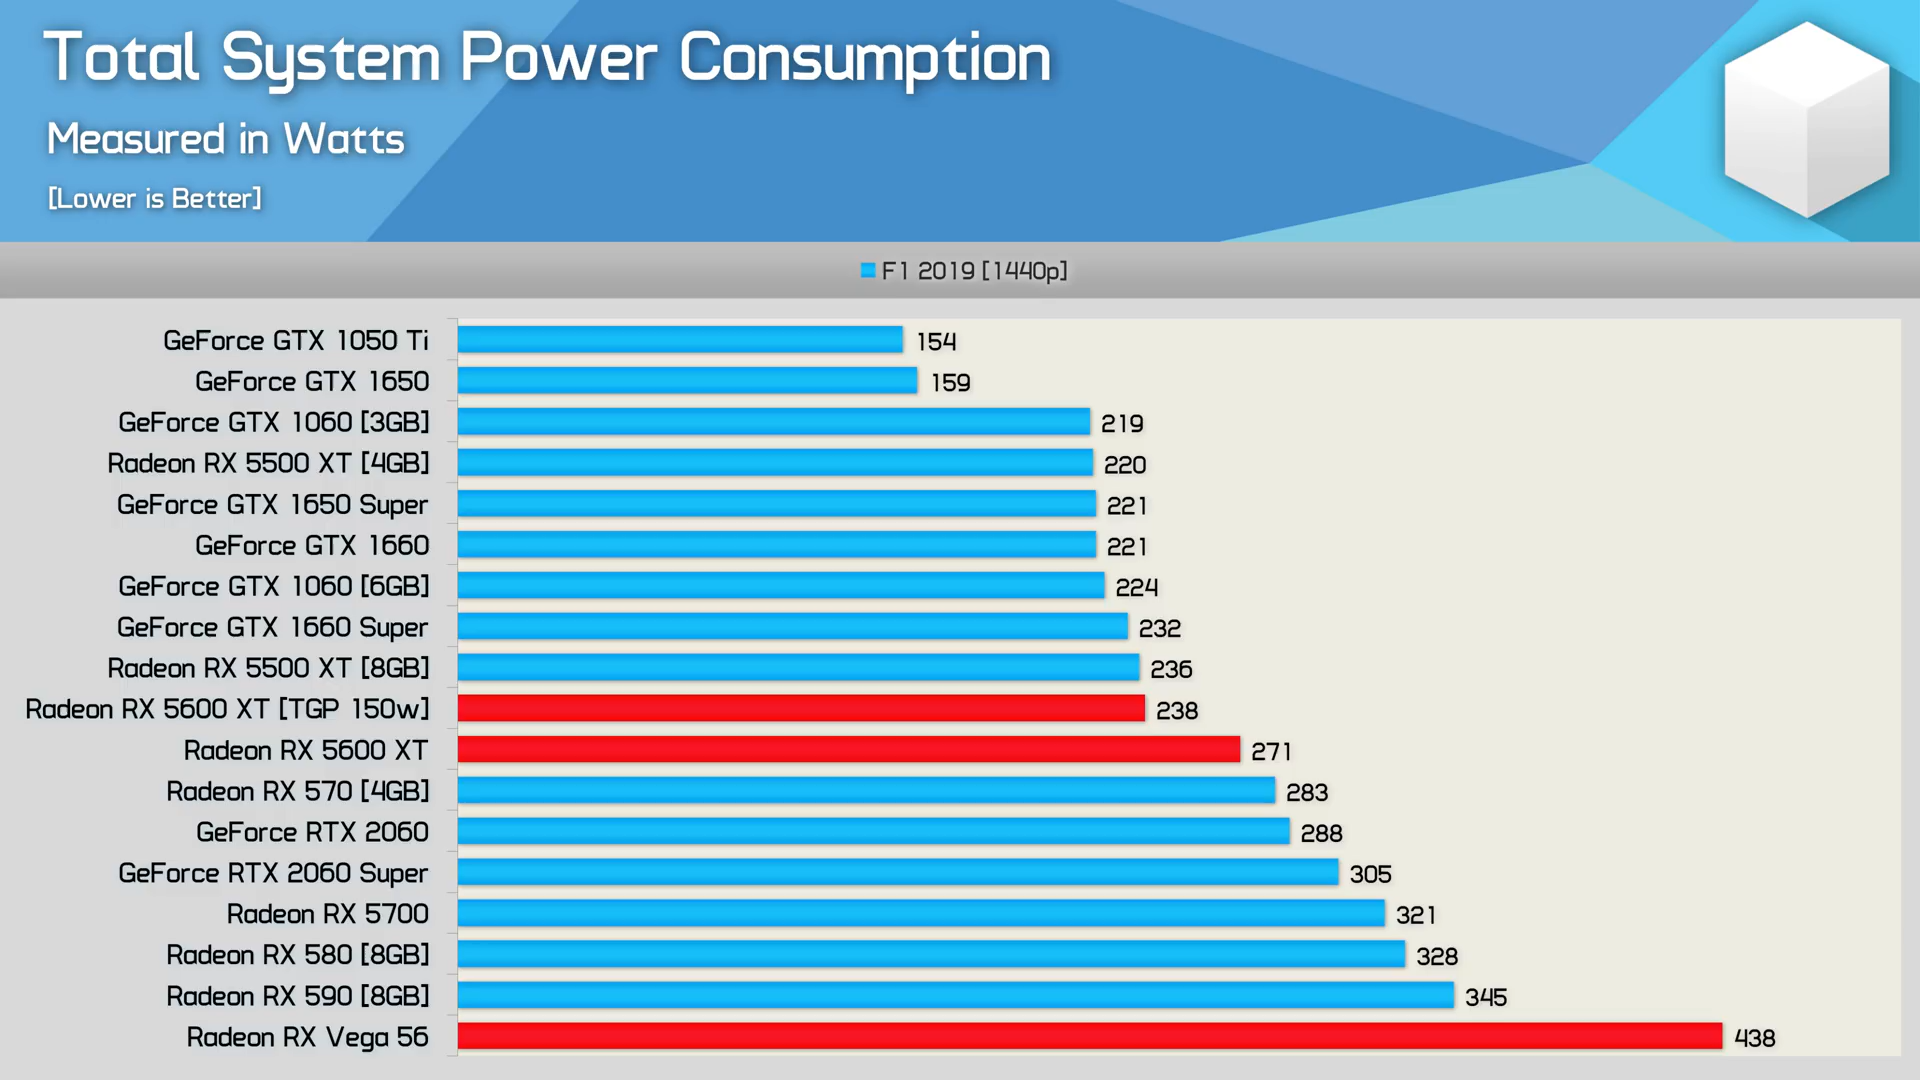 Total System Power Consumption
Measured in Watts
[Lower is Better]
F1 2019 [1440p]
GeForce GTX 1050 Ti 154
GeForce GTX 1650 159
GeForce GTX 1060 [3GB] 219
Radeon RX 5500 XT [4GB] 220
GeForce GTX 1650 Super 221
GeForce GTX 1660 221
GeForce GTX 1060 [6GB] 224
GeForce GTX 1660 Super 232
Radeon RX 5500 XT [8GB] 236
Radeon RX 5600 XT [TGP 150w] 238
Radeon RX 5600 XT 271
Radeon RX 570 [4GB] 283
GeForce RTX 2060 288
GeForce RTX 2060 Super 305
Radeon RX 5700 321
Radeon RX 580 [8GB] 328
Radeon RX 590 [8GB] 345
Radeon RX Vega 56 438